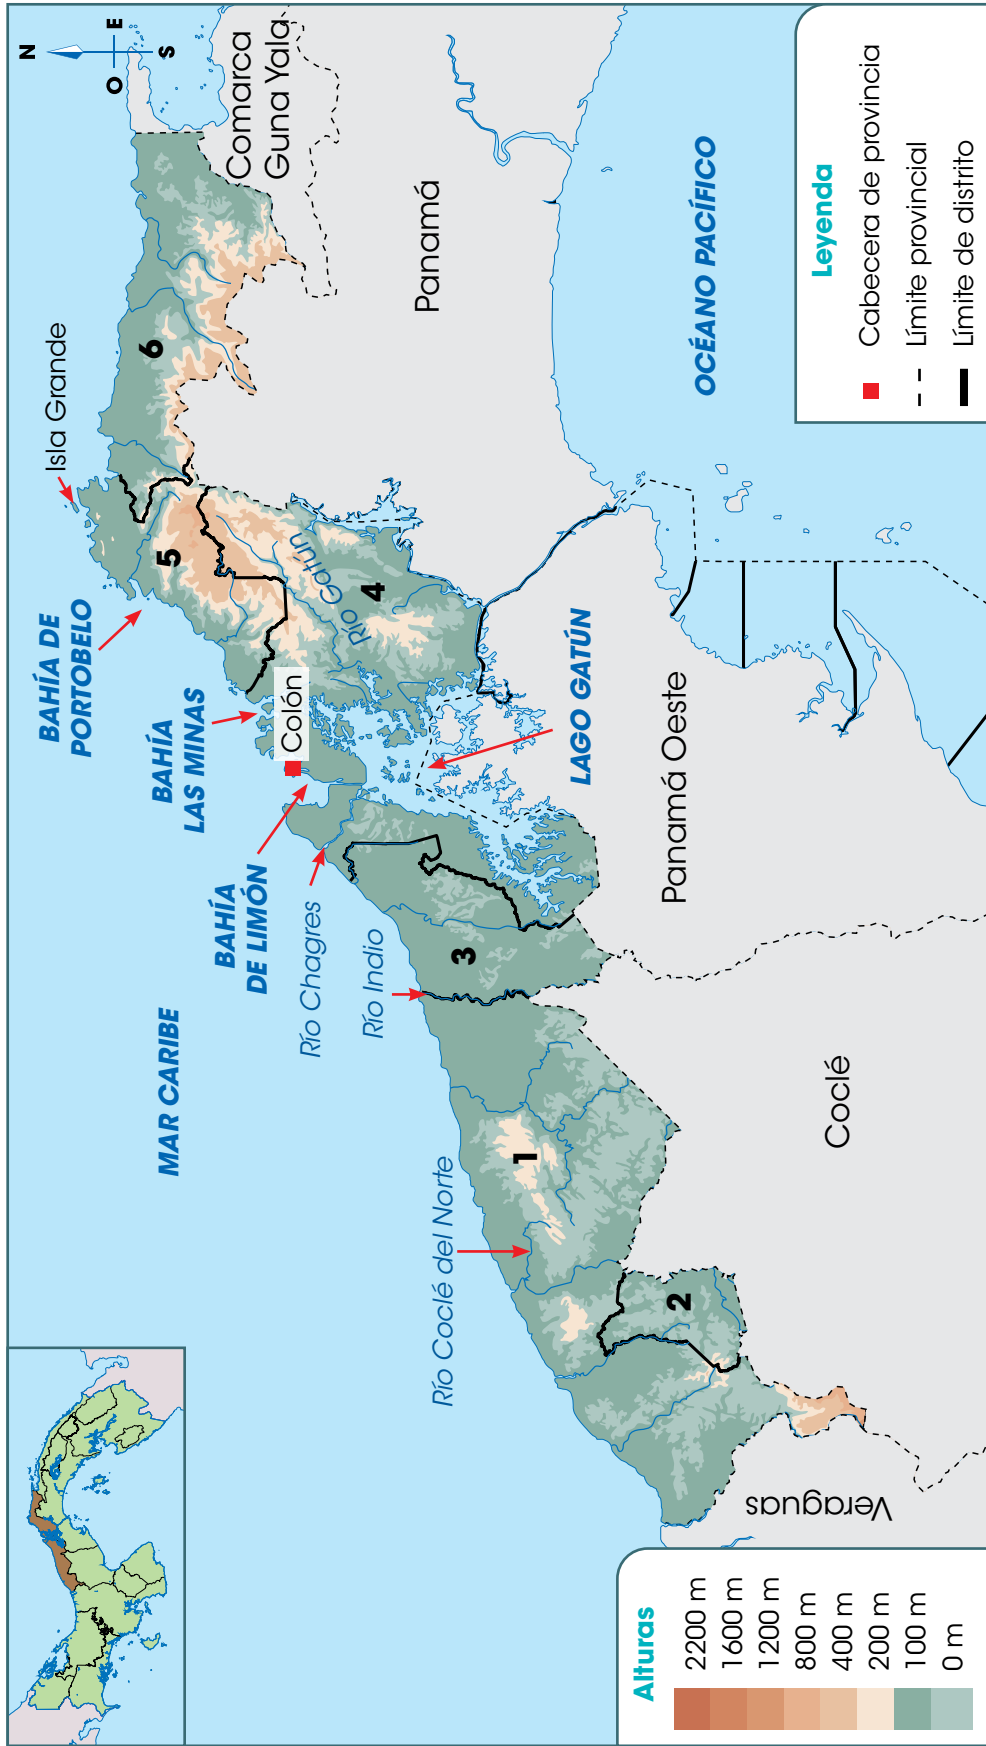 N
O
E
S
Isla Grande
Comarca
Guna Yala
BAHÍA DE
PORTOBELO
BAHÍA
LAS MINAS
BAHÍA
DE LIMÓN
MAR CARIBE
Río Chagres
Río Indio
Río Coclé del Norte
Colón
Río Gatún
LAGO GATÚN
1
2
3
4
5
6
Panamá
Panamá Oeste
Coclé
Veraguas
OCÉANO PACÍFICO
Alturas
2200 m
1600 m
1200 m
800 m
400 m
200 m
100 m
0 m
Leyenda
Cabecera de provincia
Límite provincial
Límite de distrito